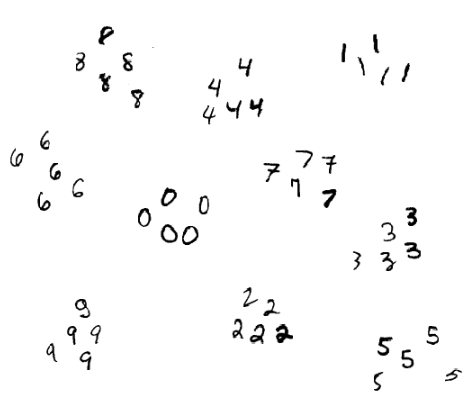 8 8 8 8 8
4 4 4 4 4
1 1 1 1 1
6 6 6 6 6
0 0 0 0 0
7 7 7 7 7
3 3 3 3 3
9 9 9 9 9
2 2 2 2 2
5 5 5 5 5